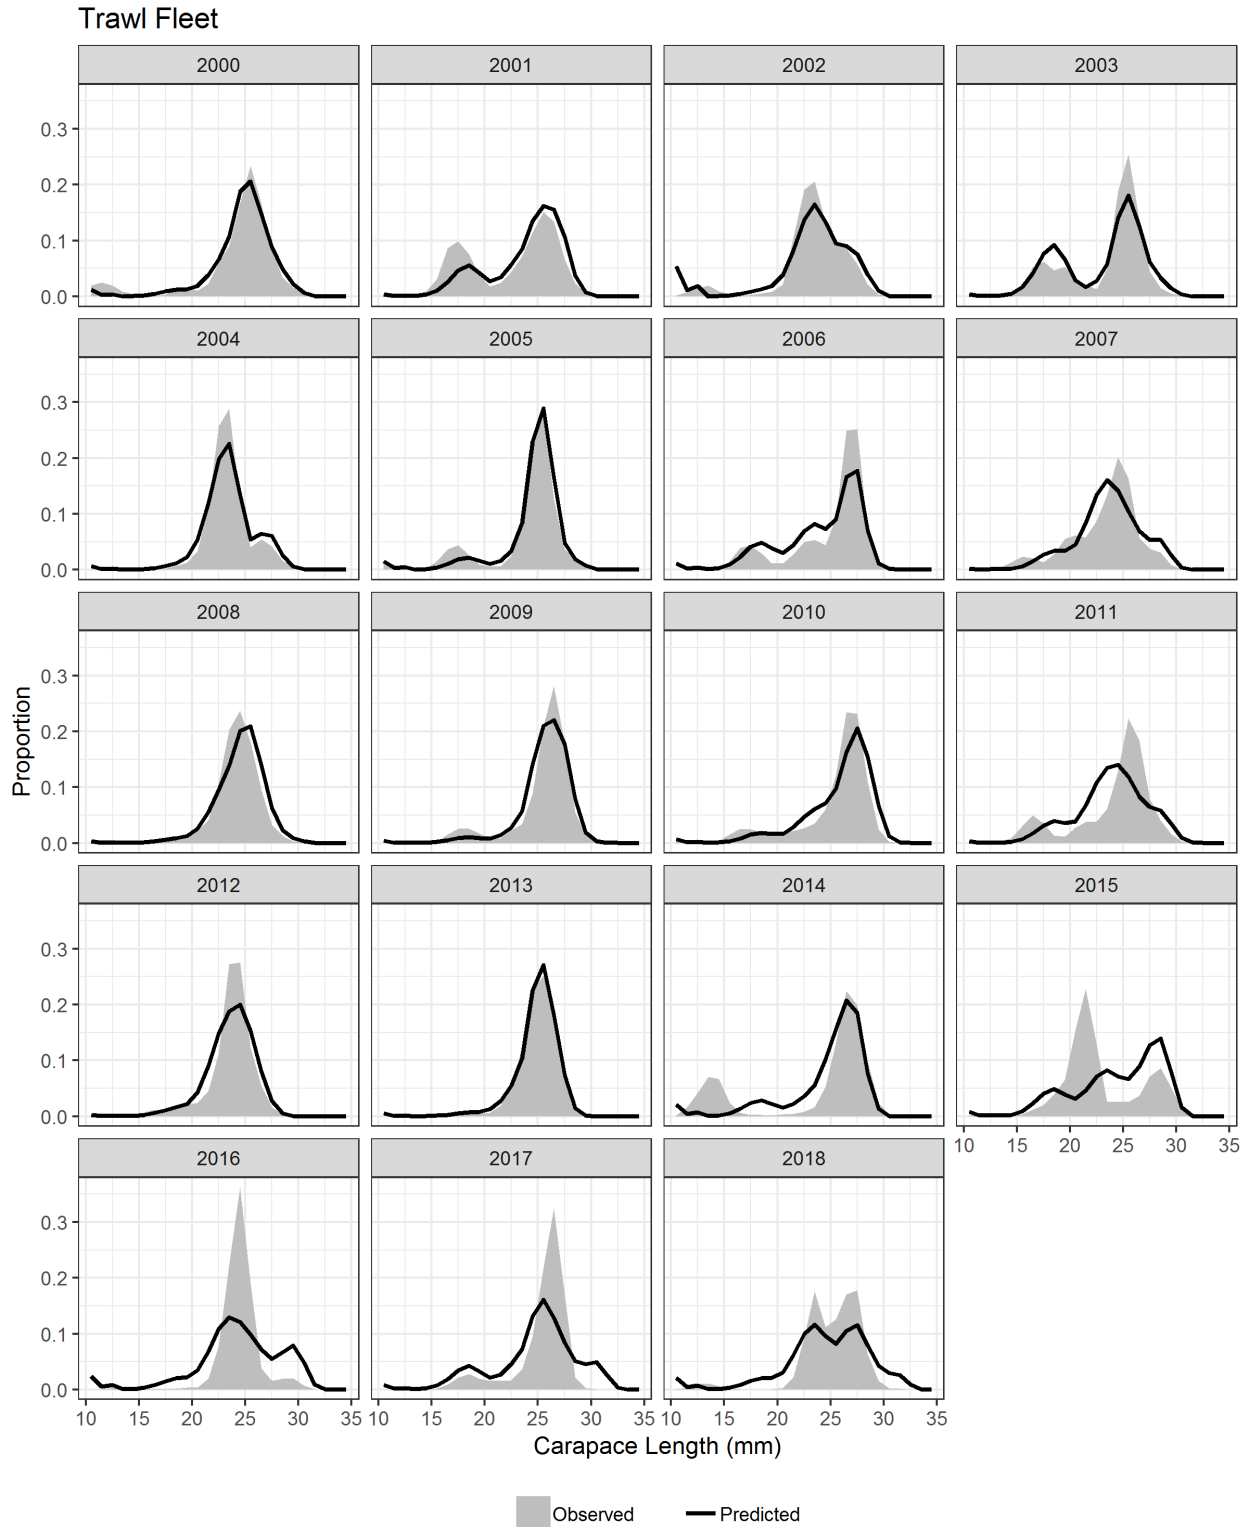 Trawl Fleet
2000 2001 2002 2003
0.3
0.2
0.1
0.0
2004 2005 2006 2007
0.3
0.2
0.1
0.0
2008 2009 2010 2011
0.3
0.2
0.1
0.0
Proportion
2012 2013 2014 2015
0.3
0.2
0.1
0.0
10 15 20 25 30 35
2016 2017 2018
0.3
0.2
0.1
0.0
10 15 20 25 30 35 10 15 20 25 30 35 10 15 20 25 30 35
Carapace Length (mm)
Observed Predicted